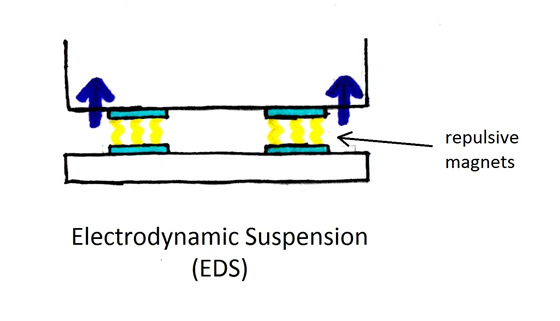 repulsive
magnets
Electrodynamic Suspension
(EDS)